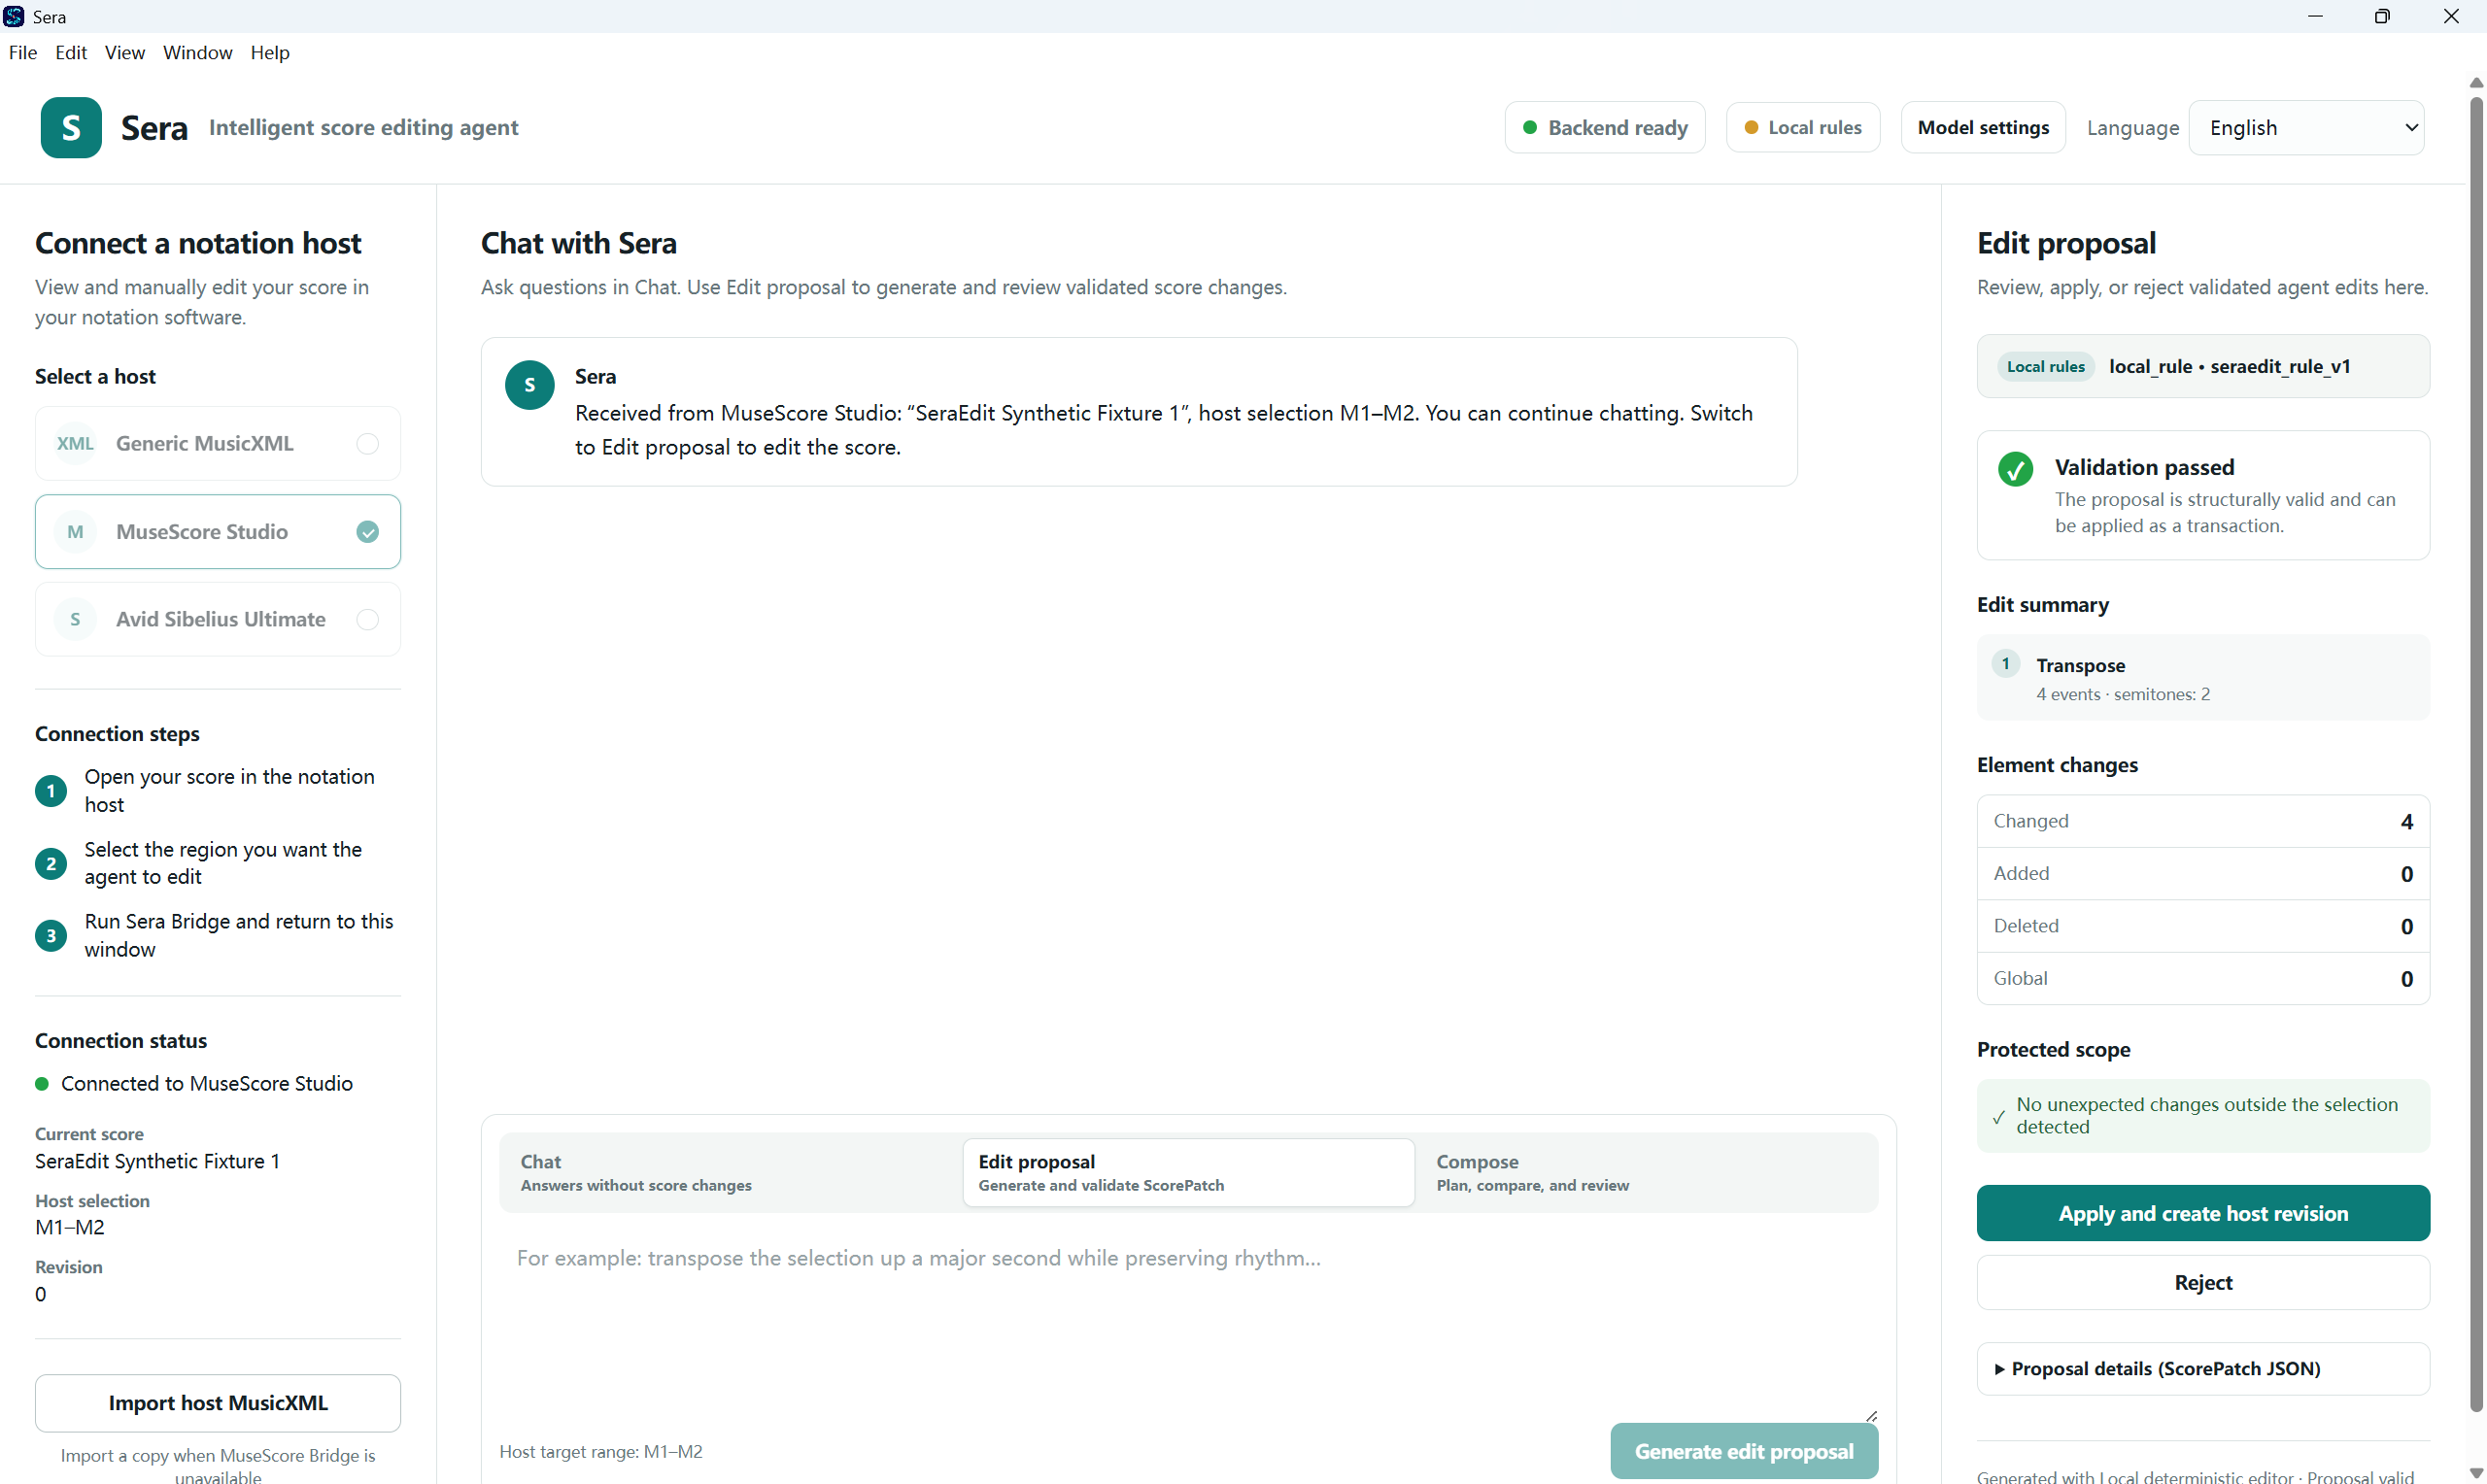 Sera
File Edit View Window Help
S Sera Intelligent score editing agent
Backend ready
Local rules
Model settings
Language English
Connect a notation host
View and manually edit your score in
your notation software.
Select a host
XML Generic MusicXML
M MuseScore Studio
S Avid Sibelius Ultimate
Connection steps
1 Open your score in the notation
host
2 Select the region you want the
agent to edit
3 Run Sera Bridge and return to this
window
Connection status
Connected to MuseScore Studio
Current score
SeraEdit Synthetic Fixture 1
Host selection
M1–M2
Revision
0
Import host MusicXML
Import a copy when MuseScore Bridge is
unavailable
Chat with Sera
Ask questions in Chat. Use Edit proposal to generate and review validated score changes.
S Sera
Received from MuseScore Studio: “SeraEdit Synthetic Fixture 1”, host selection M1–M2. You can continue chatting. Switch
to Edit proposal to edit the score.
Chat
Answers without score changes
Edit proposal
Generate and validate ScorePatch
Compose
Plan, compare, and review
For example: transpose the selection up a major second while preserving rhythm...
Host target range: M1–M2
Generate edit proposal
Edit proposal
Review, apply, or reject validated agent edits here.
Local rules local_rule • seraedit_rule_v1
Validation passed
The proposal is structurally valid and can
be applied as a transaction.
Edit summary
1 Transpose
4 events · semitones: 2
Element changes
Changed 4
Added 0
Deleted 0
Global 0
Protected scope
✓ No unexpected changes outside the selection
detected
Apply and create host revision
Reject
Proposal details (ScorePatch JSON)
Generated with Local deterministic editor · Proposal valid